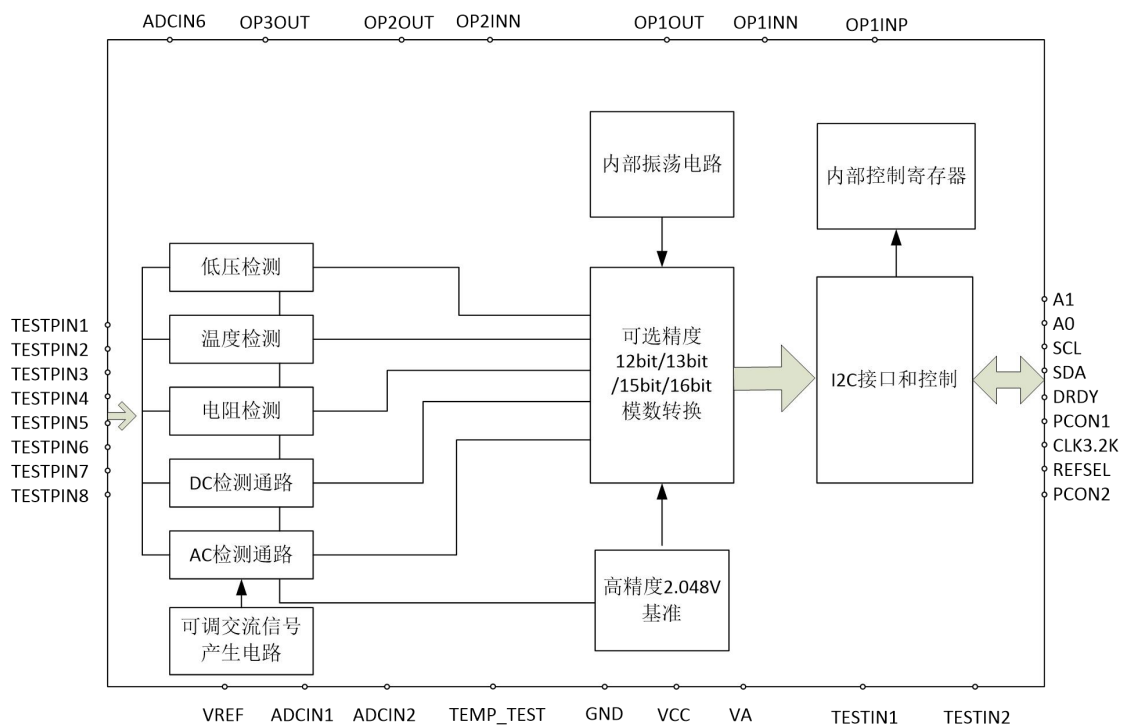 ADCIN6
OP3OUT
OP2OUT
OP2INN
OP1OUT
OP1INN
OP1INP
内部振荡电路
内部控制寄存器
低压检测
温度检测
电阻检测
DC检测通路
AC检测通路
可调交流信号
产生电路
可选精度
12bit/13bit
/15bit/16bit
模数转换
高精度2.048V
基准
I2C接口和控制
TESTPIN1
TESTPIN2
TESTPIN3
TESTPIN4
TESTPIN5
TESTPIN6
TESTPIN7
TESTPIN8
A1
A0
SCL
SDA
DRDY
PCON1
CLK3.2K
REFSEL
PCON2
VREF
ADCIN1
ADCIN2
TEMP_TEST
GND
VCC
VA
TESTIN1
TESTIN2